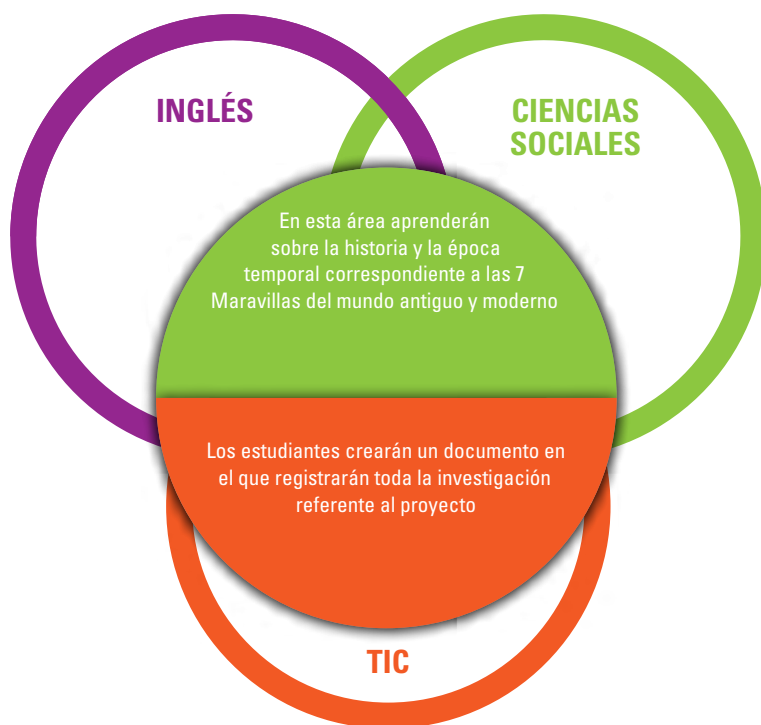 INGLÉS
CIENCIAS
SOCIALES
En esta área aprenderán
sobre la historia y la época
temporal correspondiente a las 7
Maravillas del mundo antiguo y moderno
Los estudiantes crearán un documento en
el que registrarán toda la investigación
referente al proyecto
TIC